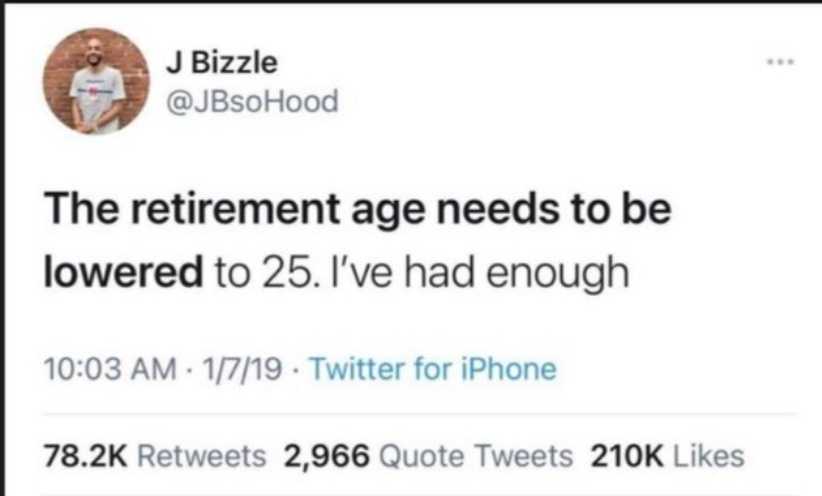 J Bizzle
@JBsoHood
The retirement age needs to be
lowered to 25. I've had enough
10:03 AM · 1/7/19 · Twitter for iPhone
78.2K Retweets 2,966 Quote Tweets 210K Likes